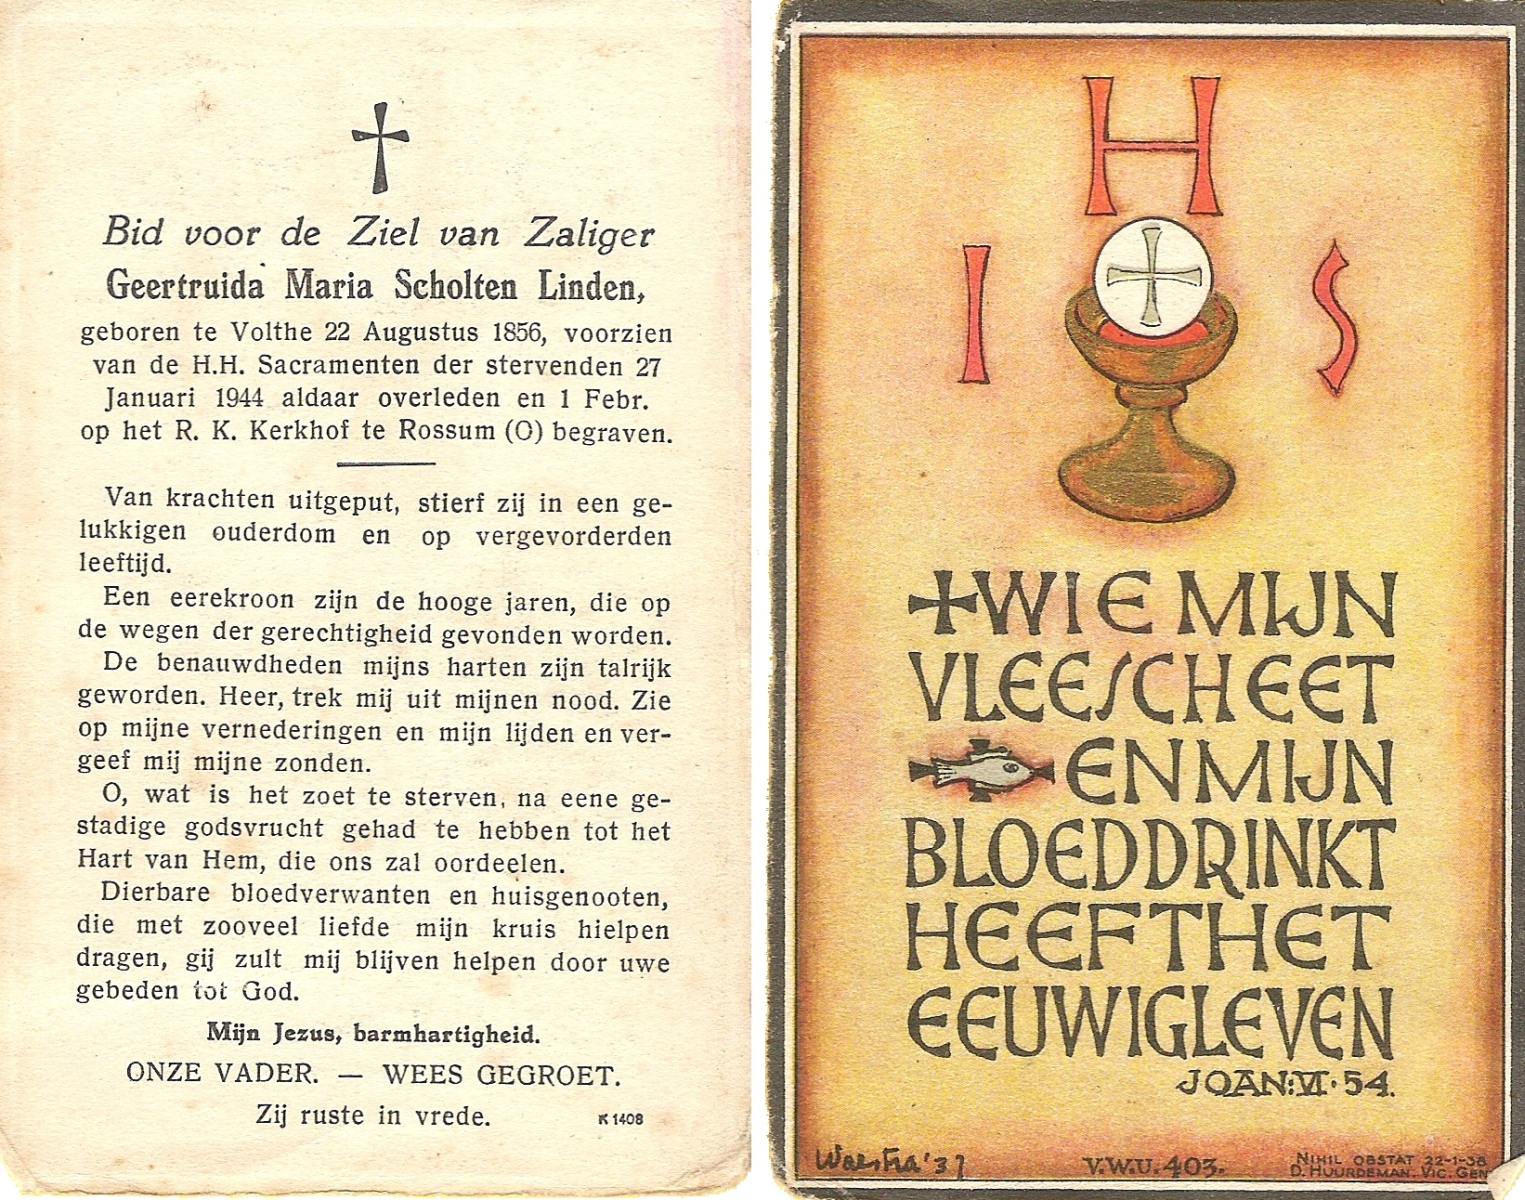 Bid voor de Ziel van Zaliger
Geertruida Maria Scholten Linden,
geboren te Volthe 22 Augustus 1856, voorzien
van de H.H. Sacramenten der stervenden 27
Januari 1944 aldaar overleden en 1 Febr.
op het R. K. Kerkhof te Rossum (O) begraven.
Van krachten uitgeput, stierf zij in een ge-
lukkigen ouderdom en op vergevorderden
leeftijd.
Een eerekroon zijn de hooge jaren, die op
de wegen der gerechtigheid gevonden worden.
De benauwdheden mijns harten zijn talrijk
geworden. Heer, trek mij uit mijnen nood. Zie
op mijne vernederingen en mijn lijden en ver-
geef mij mijne zonden.
O, wat is het zoet te sterven, na eene ge-
stadige godsvrucht gehad te hebben tot het
Hart van Hem, die ons zal oordeelen.
Dierbare bloedverwanten en huisgenooten,
die met zooveel liefde mijn kruis hielpen
dragen, gij zult mij blijven helpen door uwe
gebeden tot God.
Mijn Jezus, barmhartigheid.
ONZE VADER. — WEES GEGROET.
Zij ruste in vrede.
K 1408
I H S
WIE MIJN
VLEESCH EET
EN MIJN
BLOED DRINKT
HEEFT HET
EEUWIG LEVEN
JOAN: VI · 54.
Waestra '37
V.W.U. 403.
NIHIL OBSTAT 22-1-38
D. HUURDEMAN. VIC. GEN